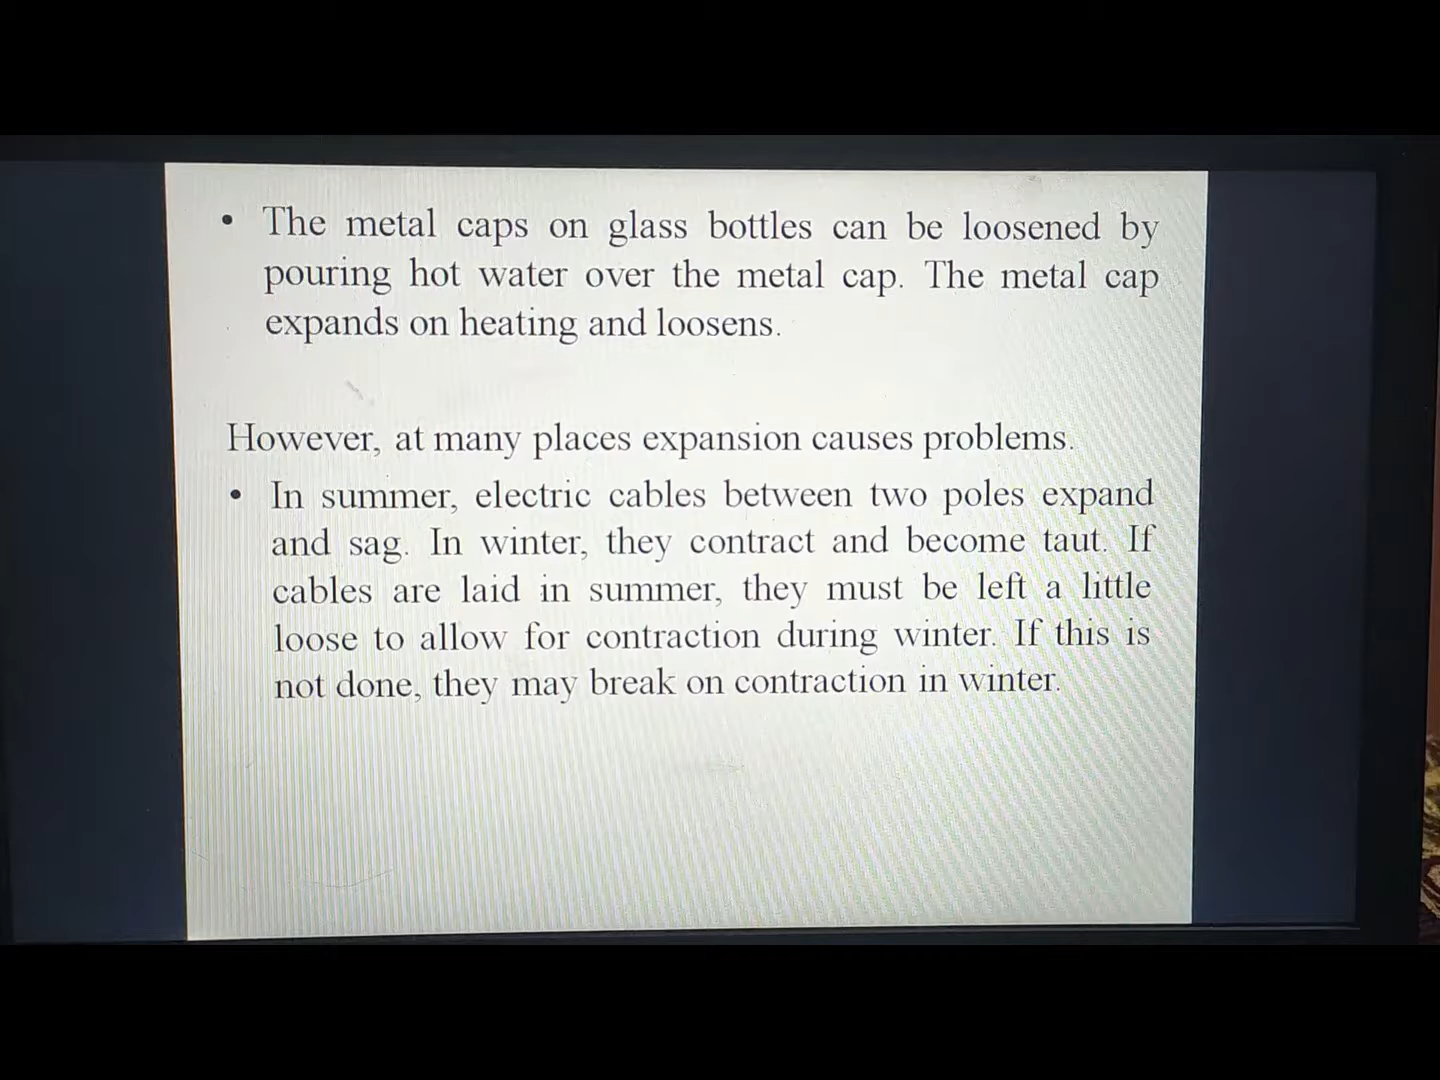 • The metal caps on glass bottles can be loosened by
pouring hot water over the metal cap. The metal cap
expands on heating and loosens.
However, at many places expansion causes problems.
• In summer, electric cables between two poles expand
and sag. In winter, they contract and become taut. If
cables are laid in summer, they must be left a little
loose to allow for contraction during winter. If this is
not done, they may break on contraction in winter.